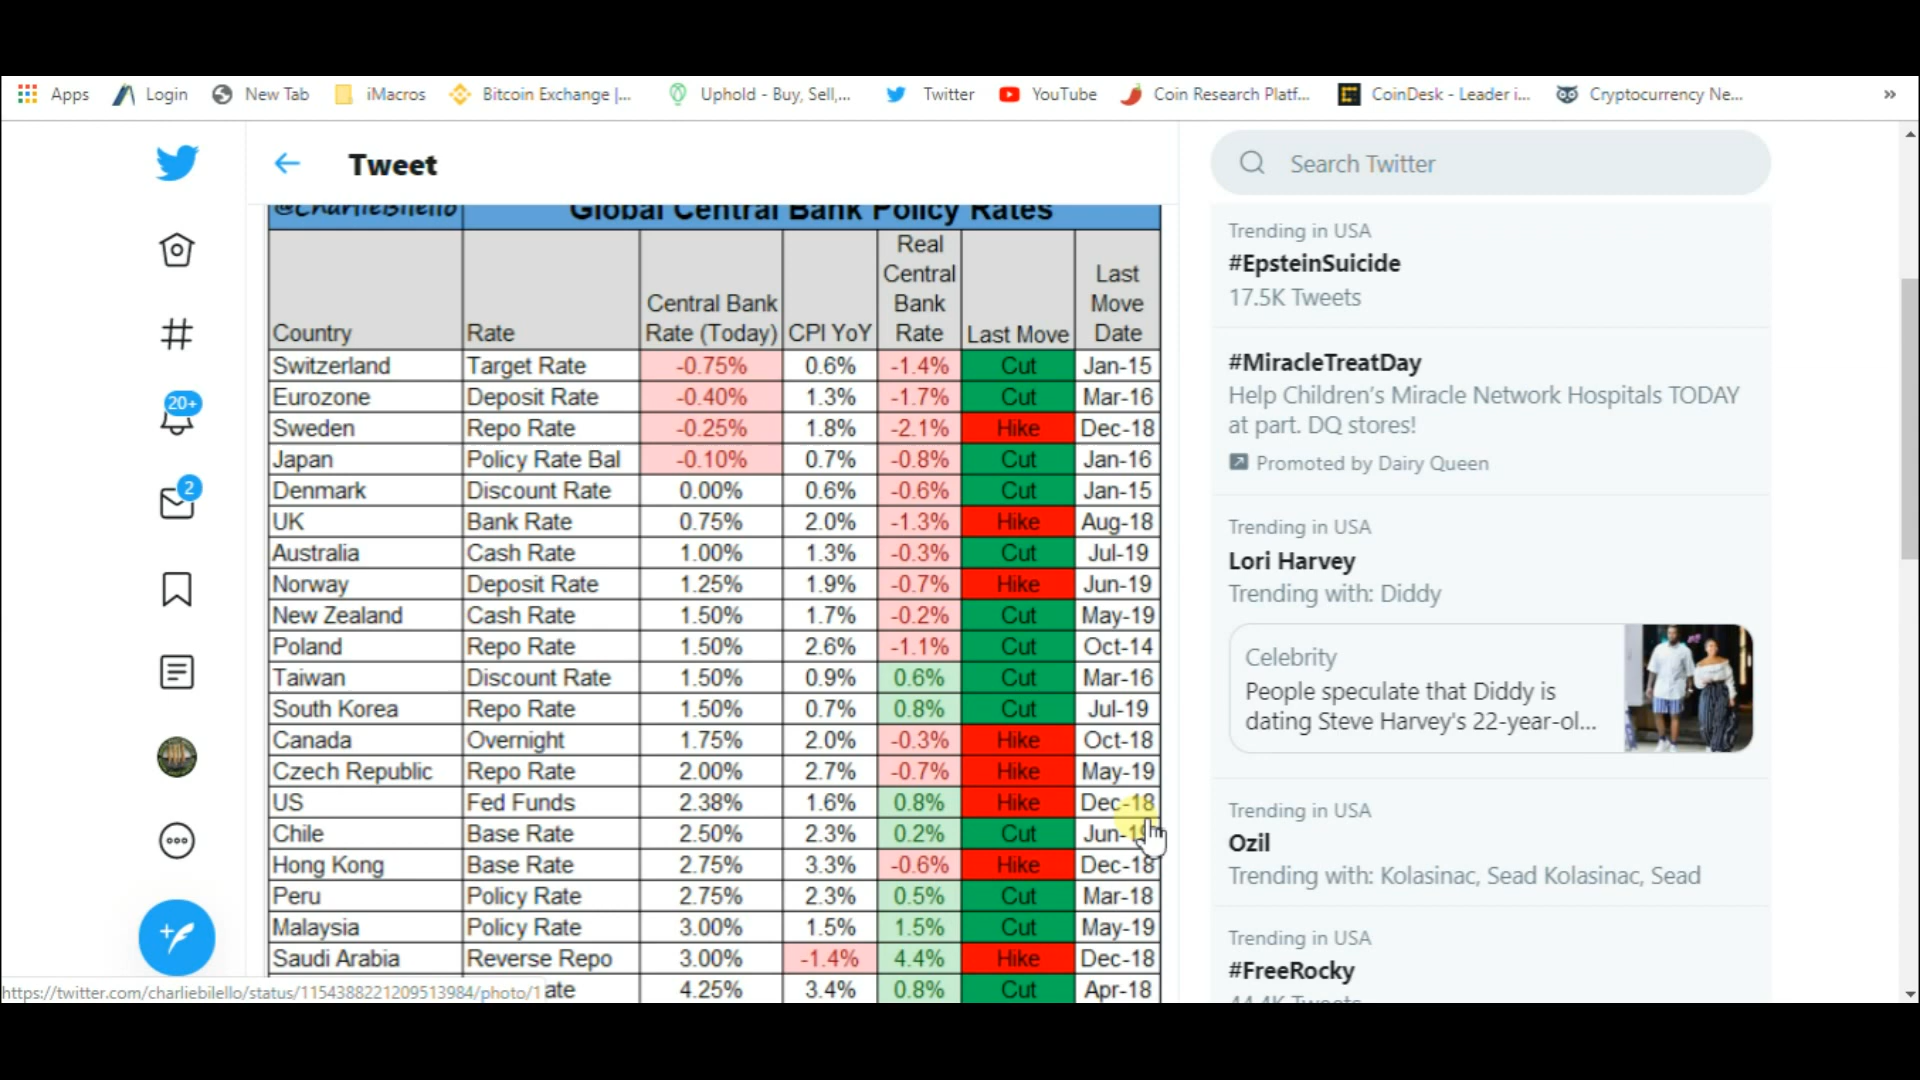 Apps Login New Tab iMacros Bitcoin Exchange |... Uphold - Buy, Sell,... Twitter YouTube Coin Research Platf... CoinDesk - Leader i... Cryptocurrency Ne... »
Tweet
Search Twitter
@CharlieBilello Global Central Bank Policy Rates
Country Rate Central Bank Rate (Today) CPI YoY Real Central Bank Rate Last Move Last Move Date
Switzerland Target Rate -0.75% 0.6% -1.4% Cut Jan-15
Eurozone Deposit Rate -0.40% 1.3% -1.7% Cut Mar-16
Sweden Repo Rate -0.25% 1.8% -2.1% Hike Dec-18
Japan Policy Rate Bal -0.10% 0.7% -0.8% Cut Jan-16
Denmark Discount Rate 0.00% 0.6% -0.6% Cut Jan-15
UK Bank Rate 0.75% 2.0% -1.3% Hike Aug-18
Australia Cash Rate 1.00% 1.3% -0.3% Cut Jul-19
Norway Deposit Rate 1.25% 1.9% -0.7% Hike Jun-19
New Zealand Cash Rate 1.50% 1.7% -0.2% Cut May-19
Poland Repo Rate 1.50% 2.6% -1.1% Cut Oct-14
Taiwan Discount Rate 1.50% 0.9% 0.6% Cut Mar-16
South Korea Repo Rate 1.50% 0.7% 0.8% Cut Jul-19
Canada Overnight 1.75% 2.0% -0.3% Hike Oct-18
Czech Republic Repo Rate 2.00% 2.7% -0.7% Hike May-19
US Fed Funds 2.38% 1.6% 0.8% Hike Dec-18
Chile Base Rate 2.50% 2.3% 0.2% Cut Jun-19
Hong Kong Base Rate 2.75% 3.3% -0.6% Hike Dec-18
Peru Policy Rate 2.75% 2.3% 0.5% Cut Mar-18
Malaysia Policy Rate 3.00% 1.5% 1.5% Cut May-19
Saudi Arabia Reverse Repo 3.00% -1.4% 4.4% Hike Dec-18
ate 4.25% 3.4% 0.8% Cut Apr-18
https://twitter.com/charliebilello/status/1154388221209513984/photo/1
20+
2
Trending in USA
#EpsteinSuicide
17.5K Tweets
#MiracleTreatDay
Help Children's Miracle Network Hospitals TODAY
at part. DQ stores!
Promoted by Dairy Queen
Trending in USA
Lori Harvey
Trending with: Diddy
Celebrity
People speculate that Diddy is
dating Steve Harvey's 22-year-ol...
Trending in USA
Ozil
Trending with: Kolasinac, Sead Kolasinac, Sead
Trending in USA
#FreeRocky
44.4K Tweets